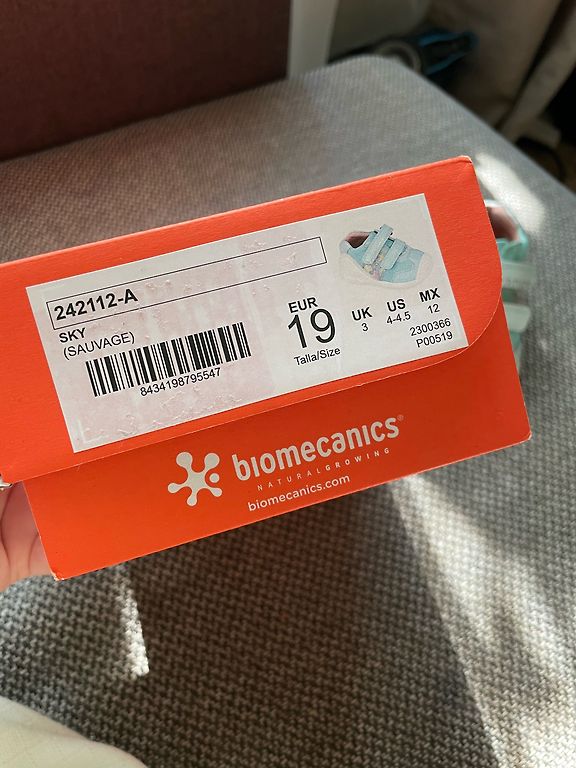 242112-A
SKY
(SAUVAGE)
8434198795547
EUR
19
Talla/Size
UK
3
US
4-4.5
MX
12
2300366
P00519
biomecanics®
NATURALGROWING
biomecanics.com